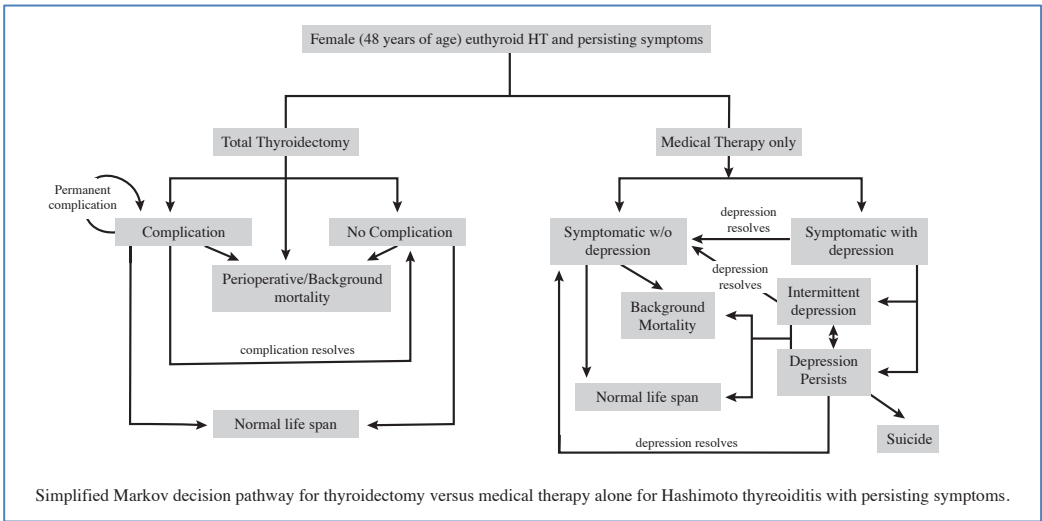 Female (48 years of age) euthyroid HT and persisting symptoms
Total Thyroidectomy
Medical Therapy only
Permanent
complication
Complication
No Complication
Perioperative/Background
mortality
complication resolves
Normal life span
depression
resolves
Symptomatic w/o
depression
Symptomatic with
depression
depression
resolves
Intermittent
depression
Background
Mortality
Depression
Persists
Normal life span
Suicide
depression resolves
Simplified Markov decision pathway for thyroidectomy versus medical therapy alone for Hashimoto thyreoiditis with persisting symptoms.